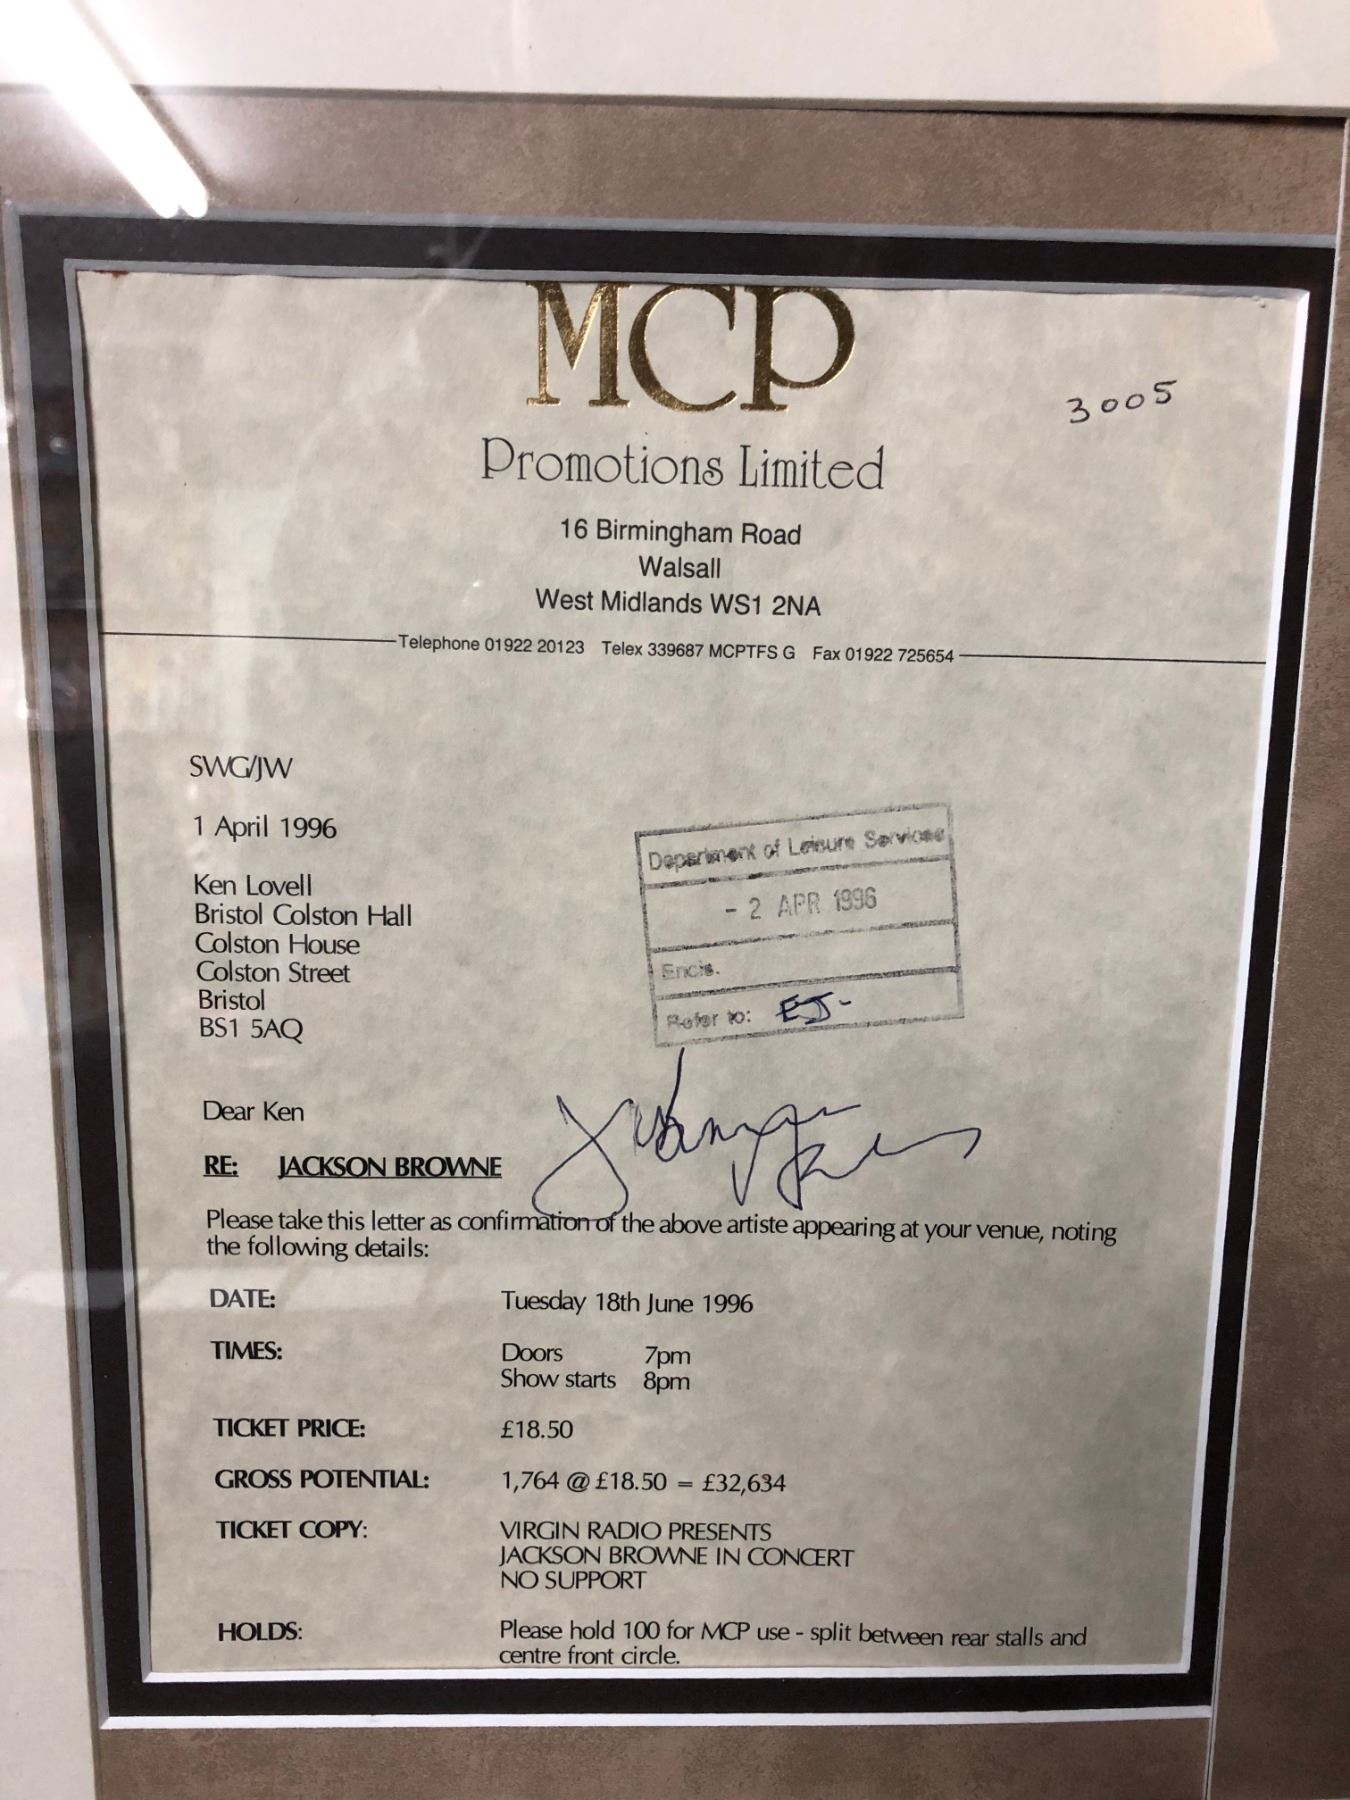 MCP
3005
Promotions Limited
16 Birmingham Road
Walsall
West Midlands WS1 2NA
Telephone 01922 20123 Telex 339687 MCPTFS G Fax 01922 725654
SWG/JW
1 April 1996
Department of Leisure Services
- 2 APR 1996
Encls.
Refer to: EJ-
Ken Lovell
Bristol Colston Hall
Colston House
Colston Street
Bristol
BS1 5AQ
Dear Ken
RE: JACKSON BROWNE
Please take this letter as confirmation of the above artiste appearing at your venue, noting
the following details:
DATE: Tuesday 18th June 1996
TIMES: Doors 7pm
Show starts 8pm
TICKET PRICE: £18.50
GROSS POTENTIAL: 1,764 @ £18.50 = £32,634
TICKET COPY: VIRGIN RADIO PRESENTS
JACKSON BROWNE IN CONCERT
NO SUPPORT
HOLDS: Please hold 100 for MCP use - split between rear stalls and
centre front circle.